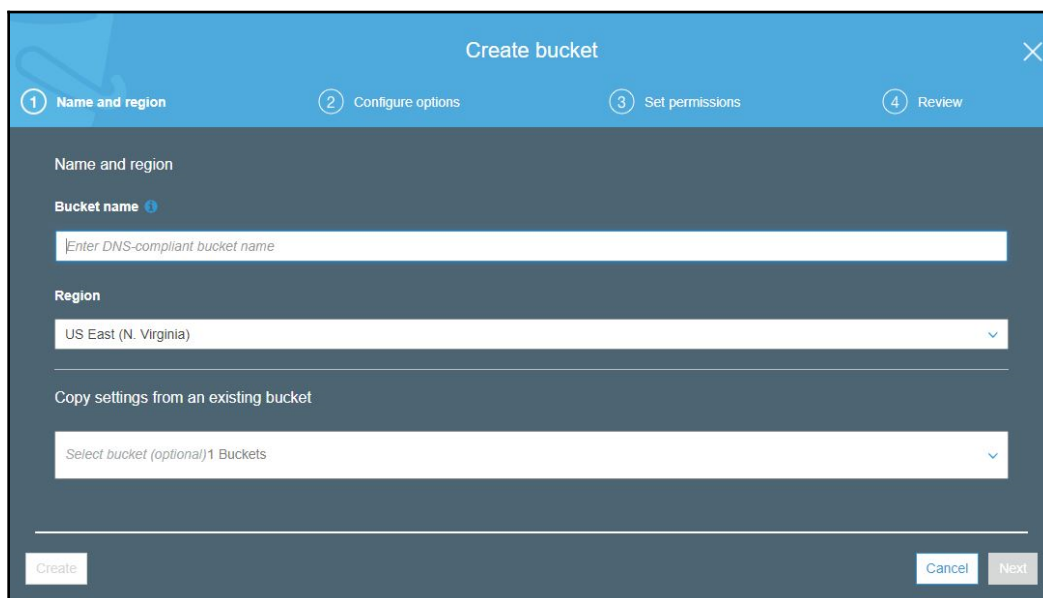 Create bucket
1 Name and region
2 Configure options
3 Set permissions
4 Review
Name and region
Bucket name
Enter DNS-compliant bucket name
Region
US East (N. Virginia)
Copy settings from an existing bucket
Select bucket (optional)1 Buckets
Create
Cancel
Next